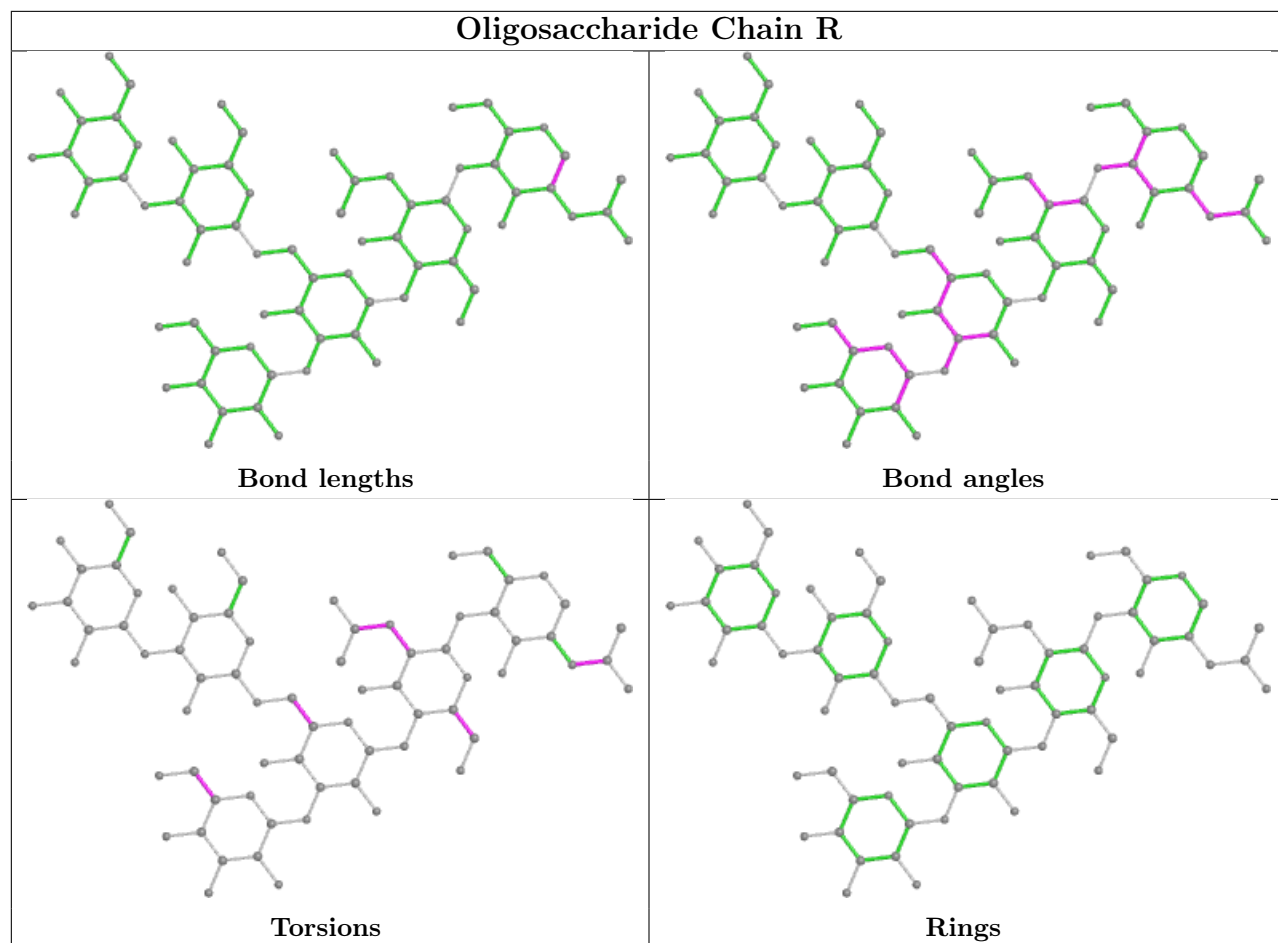 Oligosaccharide Chain R
Bond lengths
Bond angles
Torsions
Rings